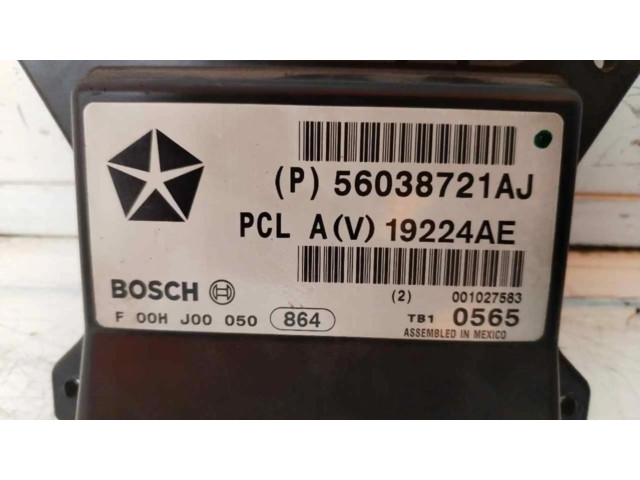 (P) 56038721AJ
PCL A(V) 19224AE
BOSCH
(2) 001027583
F 00H J00 050 864
TB1 0565
ASSEMBLED IN MEXICO